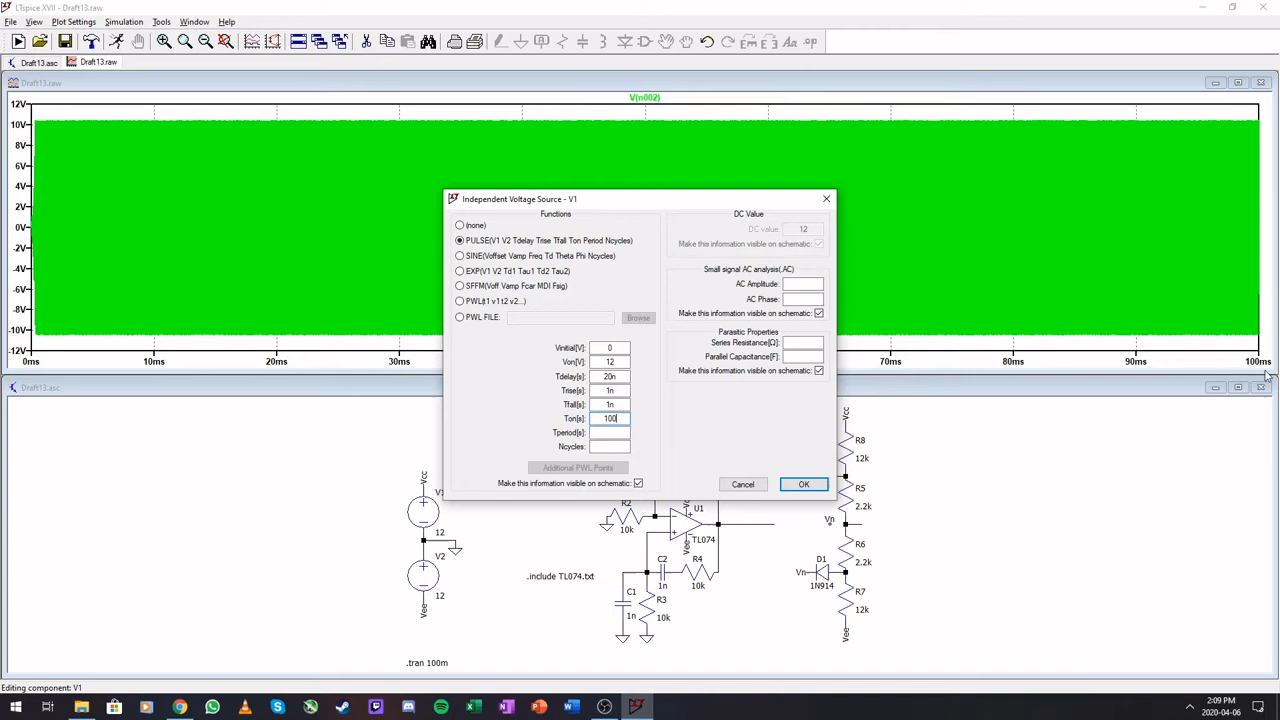 LTspice XVII - Draft13.raw
File View Plot Settings Simulation Tools Window Help
Draft13.asc Draft13.raw
Draft13.raw
V(n002)
12V
10V
8V
6V
4V
2V
0V
-2V
-4V
-6V
-8V
-10V
-12V
0ms 10ms 20ms 30ms 70ms 80ms 90ms 100ms
Independent Voltage Source - V1
Functions
(none)
PULSE(V1 V2 Tdelay Trise Tfall Ton Period Ncycles)
SINE(Voffset Vamp Freq Td Theta Phi Ncycles)
EXP(V1 V2 Td1 Tau1 Td2 Tau2)
SFFM(Voff Vamp Fcar MDI Fsig)
PWL(t1 v1 t2 v2...)
PWL FILE: Browse
Vinitial[V]: 0
Von[V]: 12
Tdelay[s]: 20n
Trise[s]: 1n
Tfall[s]: 1n
Ton[s]: 100
Tperiod[s]:
Ncycles:
Additional PWL Points
Make this information visible on schematic:
DC Value
DC value: 12
Make this information visible on schematic:
Small signal AC analysis(.AC)
AC Amplitude:
AC Phase:
Make this information visible on schematic:
Parasitic Properties
Series Resistance[Ω]:
Parallel Capacitance[F]:
Make this information visible on schematic:
Cancel OK
Draft13.asc
Vcc
12
V2
12
Vee
.tran 100m
.include TL074.txt
R2
10k
U1
TL074
Vee
C2
1n
R4
10k
C1
1n
R3
10k
Vcc
R8
12k
R5
2.2k
Vn
R6
2.2k
D1
Vn
1N914
R7
12k
Vee
Editing component: V1
2:09 PM
2020-04-06